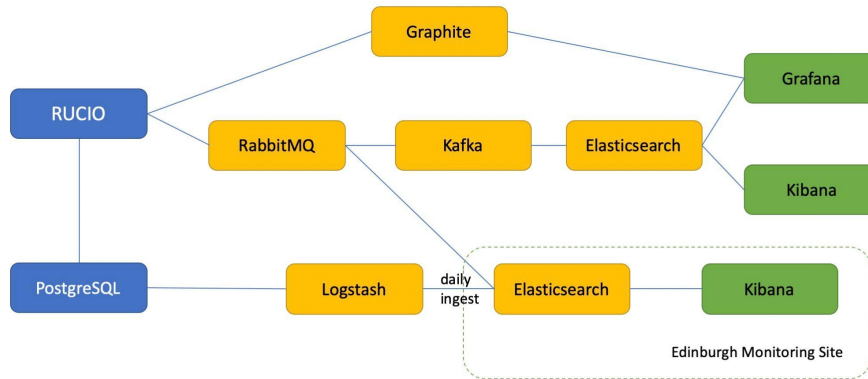 Graphite
Grafana
RUCIO
RabbitMQ
Kafka
Elasticsearch
Kibana
PostgreSQL
Logstash
daily
ingest
Elasticsearch
Kibana
Edinburgh Monitoring Site